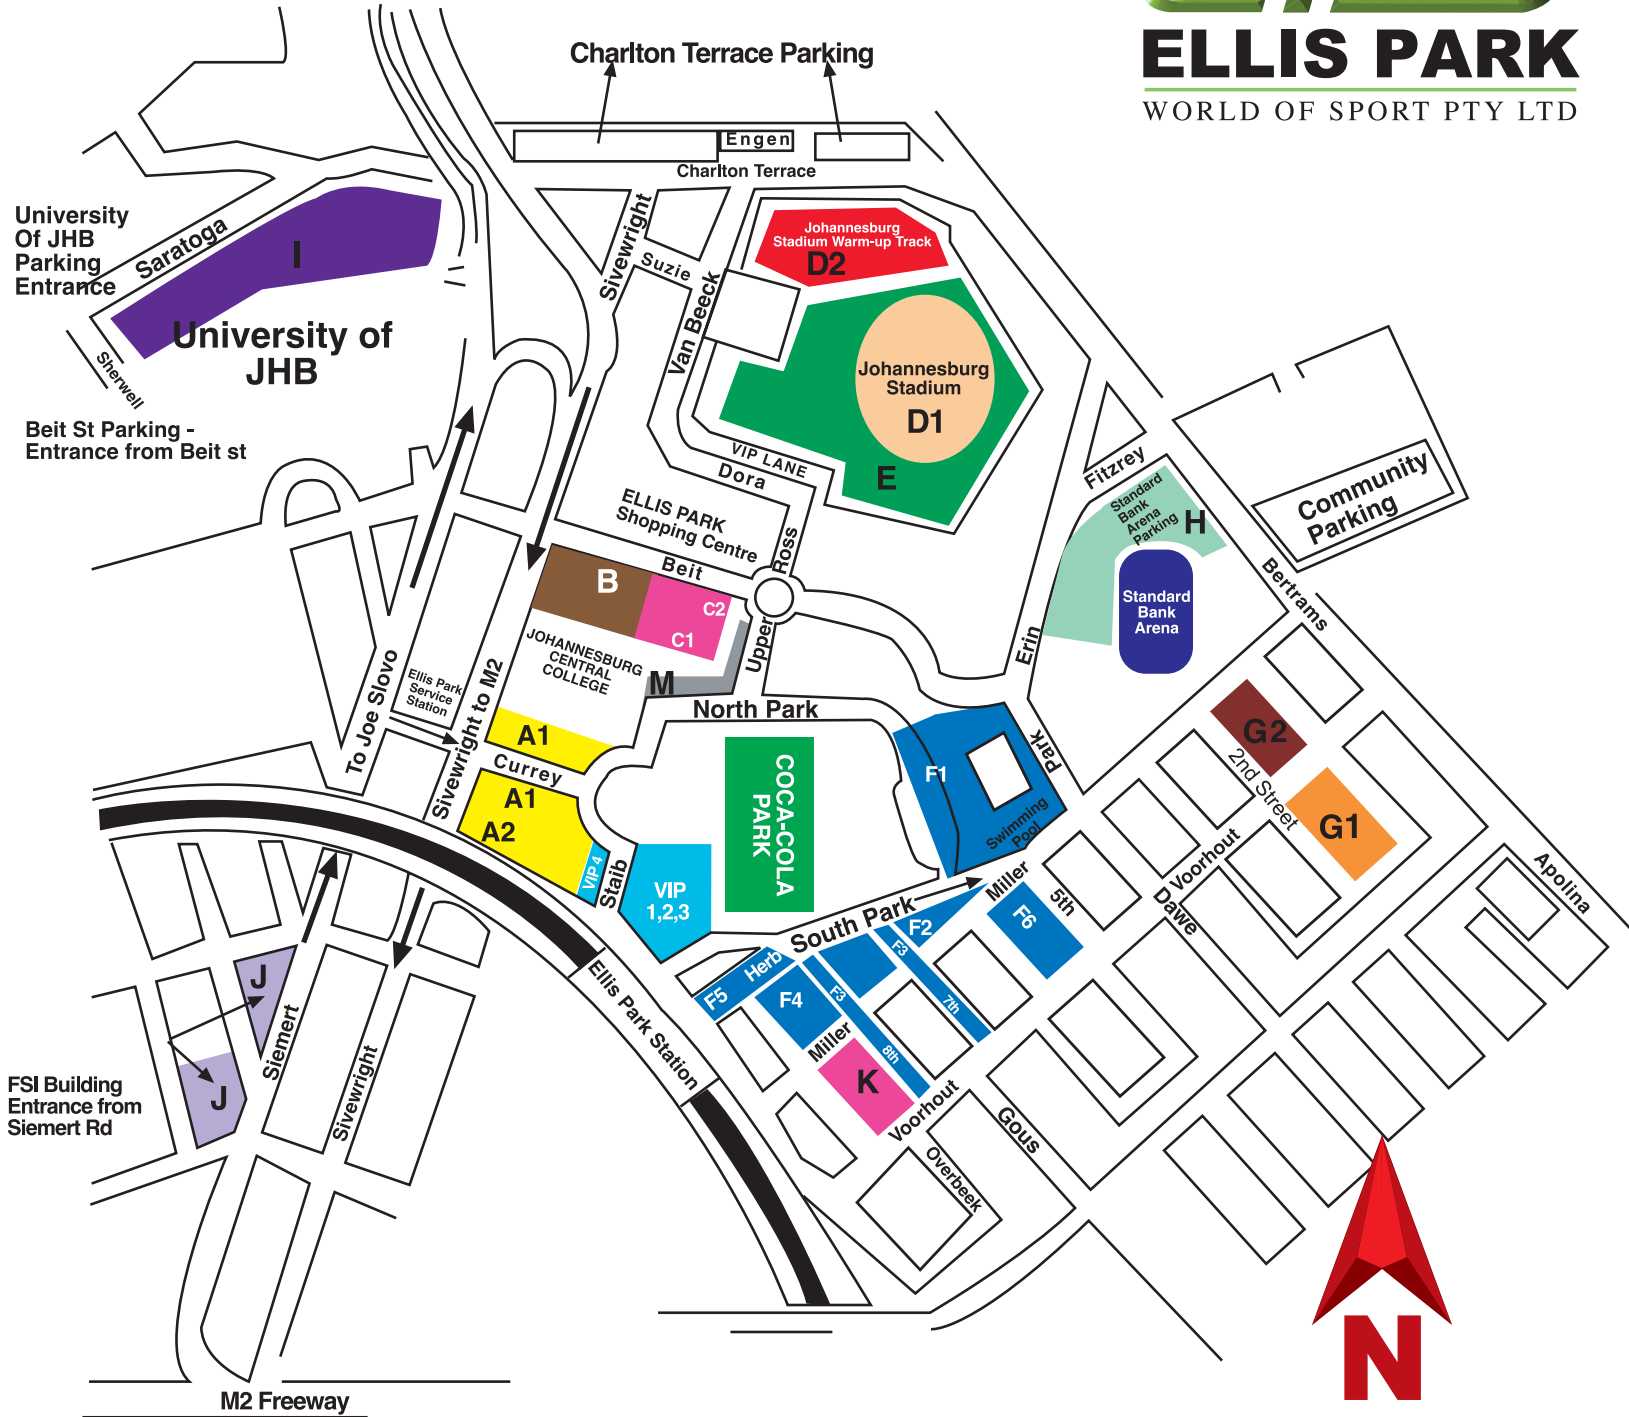 ELLIS PARK
WORLD OF SPORT PTY LTD
Charlton Terrace Parking
Engen
Charlton Terrace
University
Of JHB
Parking
Entrance
Saratoga
I
University of
JHB
Sherwell
Beit St Parking -
Entrance from Beit st
Sivewright
Suzie
Van Beeck
Johannesburg
Stadium Warm-up Track
D2
Johannesburg
Stadium
D1
E
VIP LANE
Dora
ELLIS PARK
Shopping Centre
Ross
Beit
B
C2
C1
Upper
JOHANNESBURG
CENTRAL
COLLEGE
M
North Park
Fitzrey
Standard
Bank
Arena
Parking
H
Standard
Bank
Arena
Community
Parking
Bertrams
Erin
Park
To Joe Slovo
Ellis Park
Service
Station
Sivewright to M2
A1
Currey
A1
A2
VIP 4
Staib
VIP
1,2,3
COCA-COLA
PARK
F1
Swimming
Pool
G2
2nd Street
G1
Voorhout
Dawe
Apolina
South Park
Miller
5th
F6
F2
F3
7th
Herb
F5
F4
F3
8th
Miller
K
Voorhout
Gous
Overbeek
Ellis Park Station
J
J
Siemert
Sivewright
FSI Building
Entrance from
Siemert Rd
M2 Freeway
N